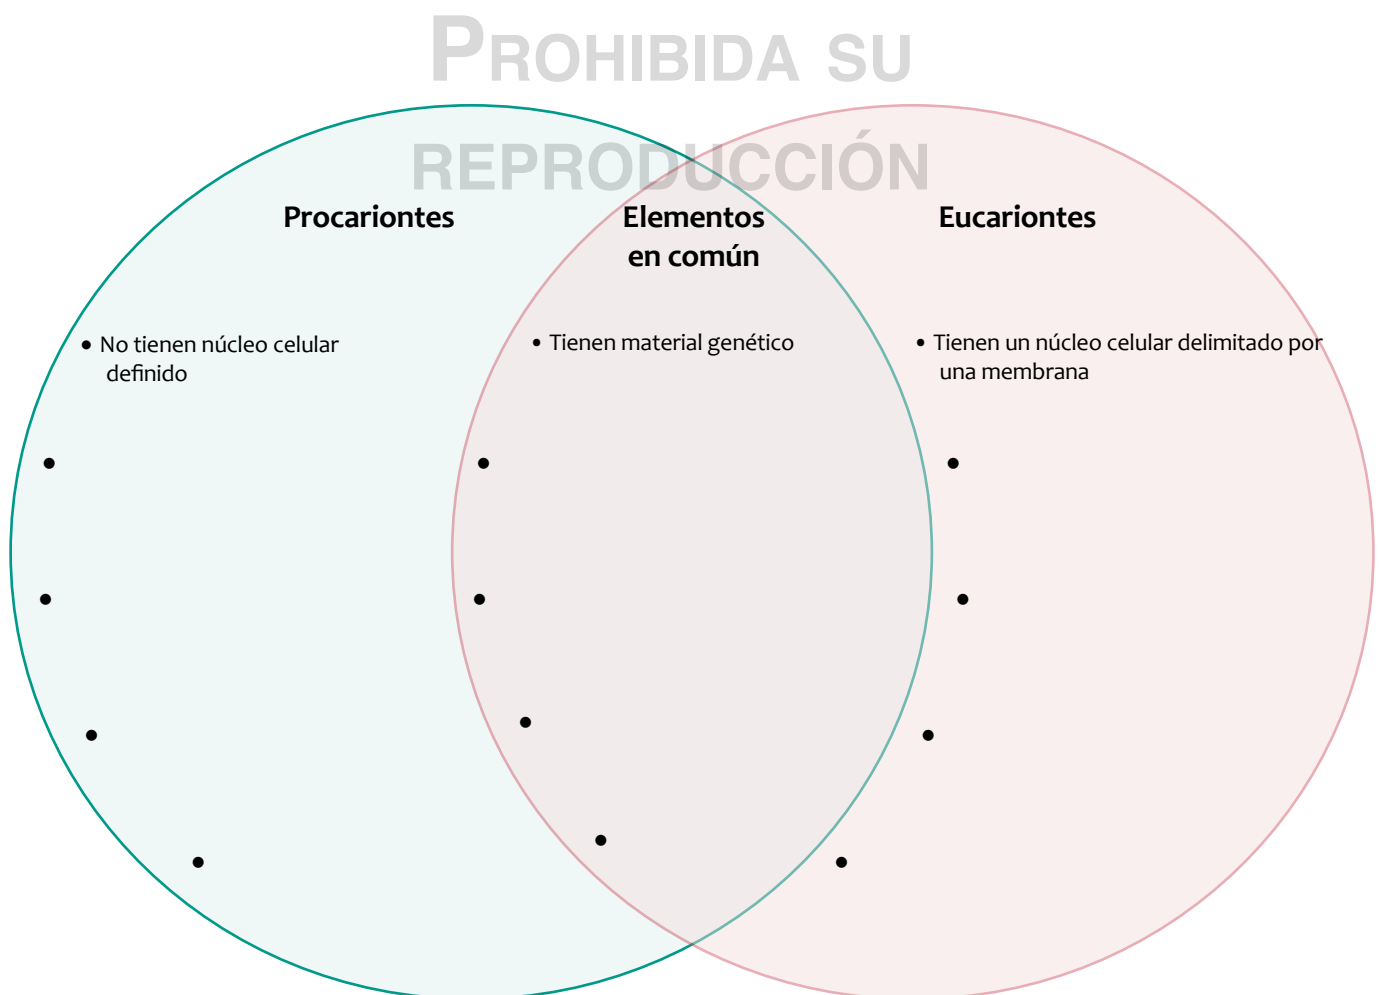 PROHIBIDA SU
REPRODUCCIÓN
Procariontes
Elementos
en común
Eucariontes
• No tienen núcleo celular
definido
• Tienen material genético
• Tienen un núcleo celular delimitado por
una membrana